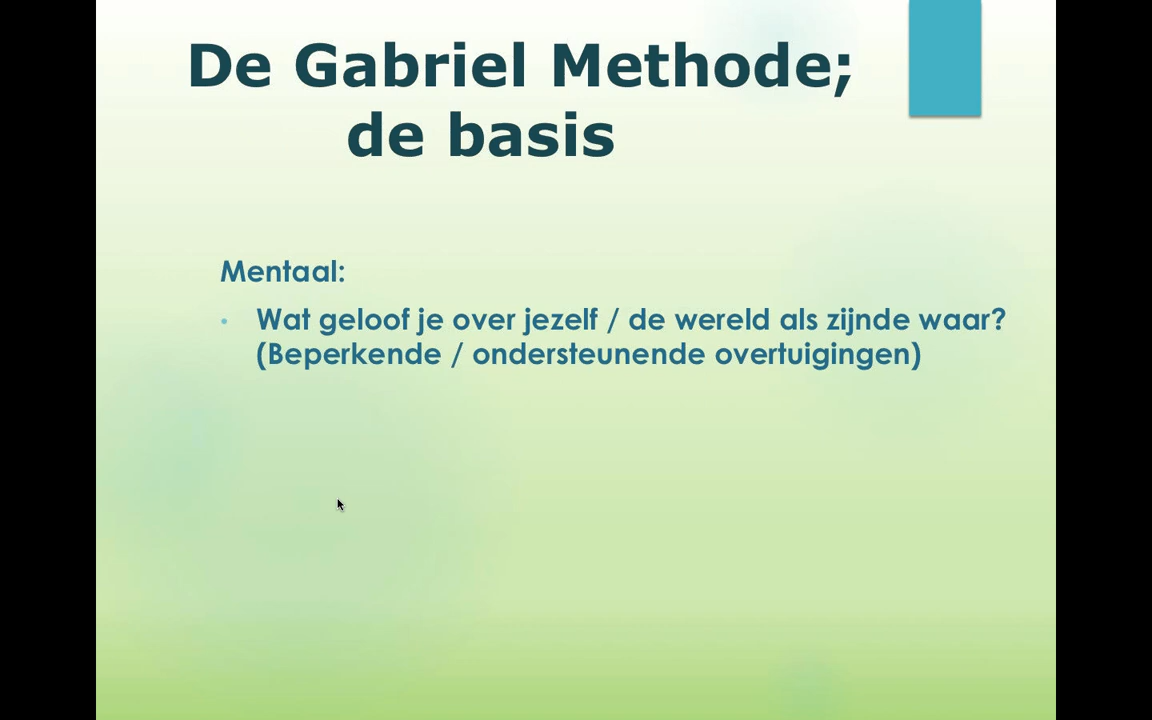 De Gabriel Methode;
de basis
Mentaal:
• Wat geloof je over jezelf / de wereld als zijnde waar?
(Beperkende / ondersteunende overtuigingen)